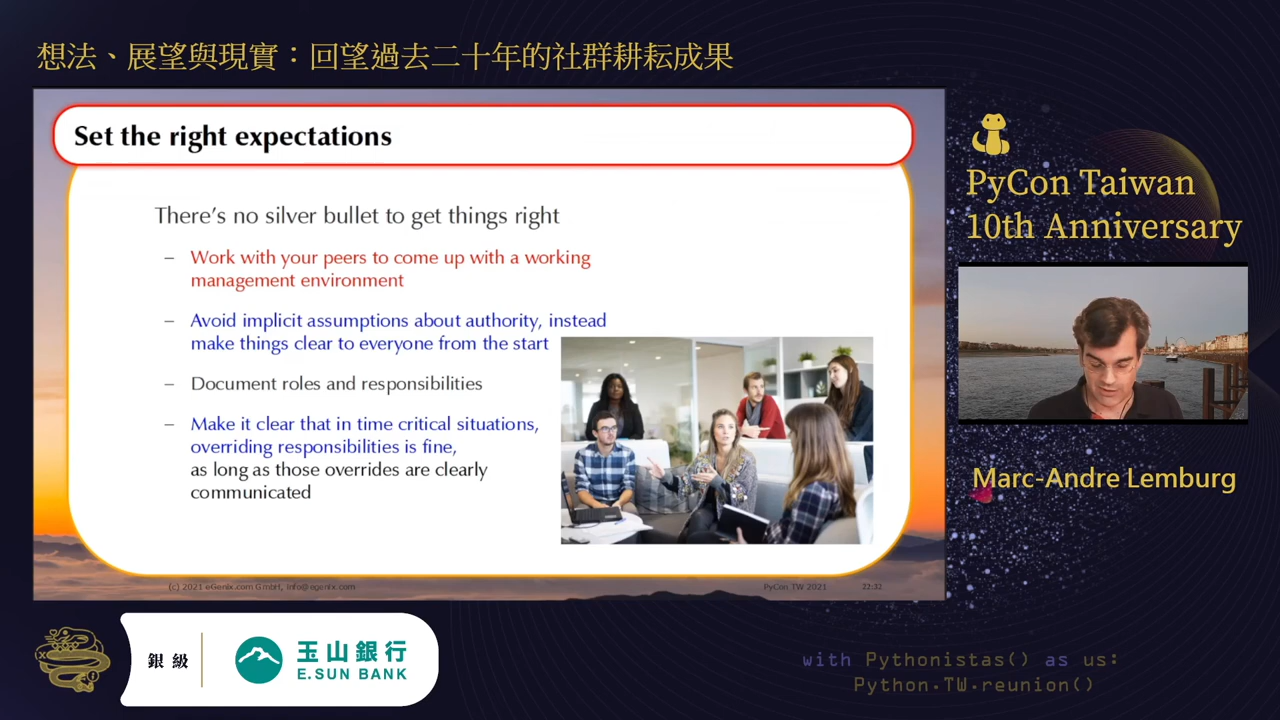 想法、展望與現實：回望過去二十年的社群耕耘成果
Set the right expectations
There's no silver bullet to get things right
– Work with your peers to come up with a working
management environment
– Avoid implicit assumptions about authority, instead
make things clear to everyone from the start
– Document roles and responsibilities
– Make it clear that in time critical situations,
overriding responsibilities is fine,
as long as those overrides are clearly
communicated
(c) 2021 eGenix.com GmbH, info@egenix.com
PyCon TW 2021
22:32
PyCon Taiwan
10th Anniversary
Marc-Andre Lemburg
銀級
玉山銀行
E.SUN BANK
with Pythonistas() as us:
Python.TW.reunion()